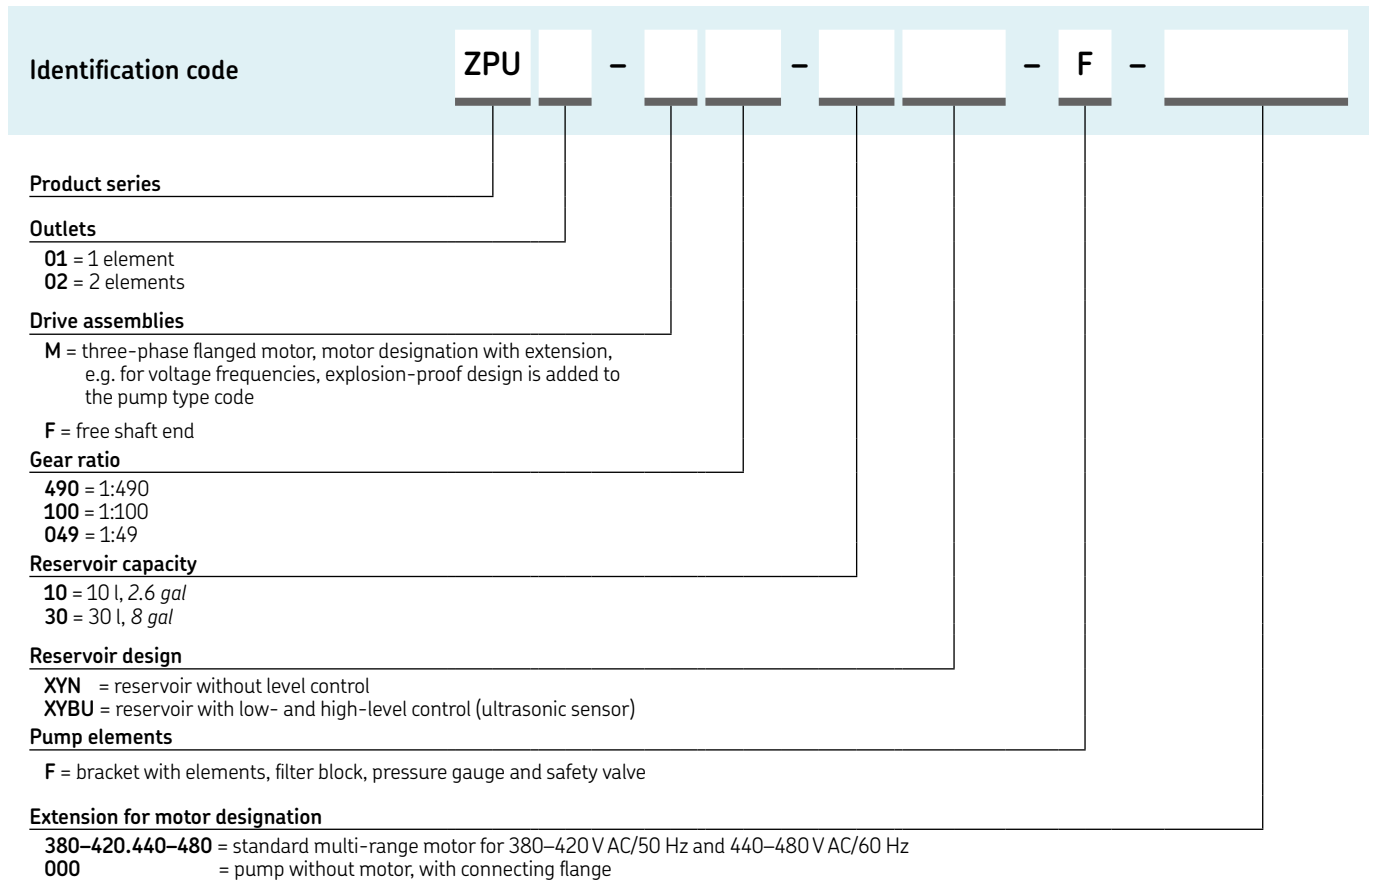 Identification code ZPU – – – F –
Product series
Outlets
01 = 1 element
02 = 2 elements
Drive assemblies
M = three-phase flanged motor, motor designation with extension,
e.g. for voltage frequencies, explosion-proof design is added to
the pump type code
F = free shaft end
Gear ratio
490 = 1:490
100 = 1:100
049 = 1:49
Reservoir capacity
10 = 10 l, 2.6 gal
30 = 30 l, 8 gal
Reservoir design
XYN = reservoir without level control
XYBU = reservoir with low- and high-level control (ultrasonic sensor)
Pump elements
F = bracket with elements, filter block, pressure gauge and safety valve
Extension for motor designation
380–420.440–480 = standard multi-range motor for 380–420 V AC/50 Hz and 440–480 V AC/60 Hz
000 = pump without motor, with connecting flange